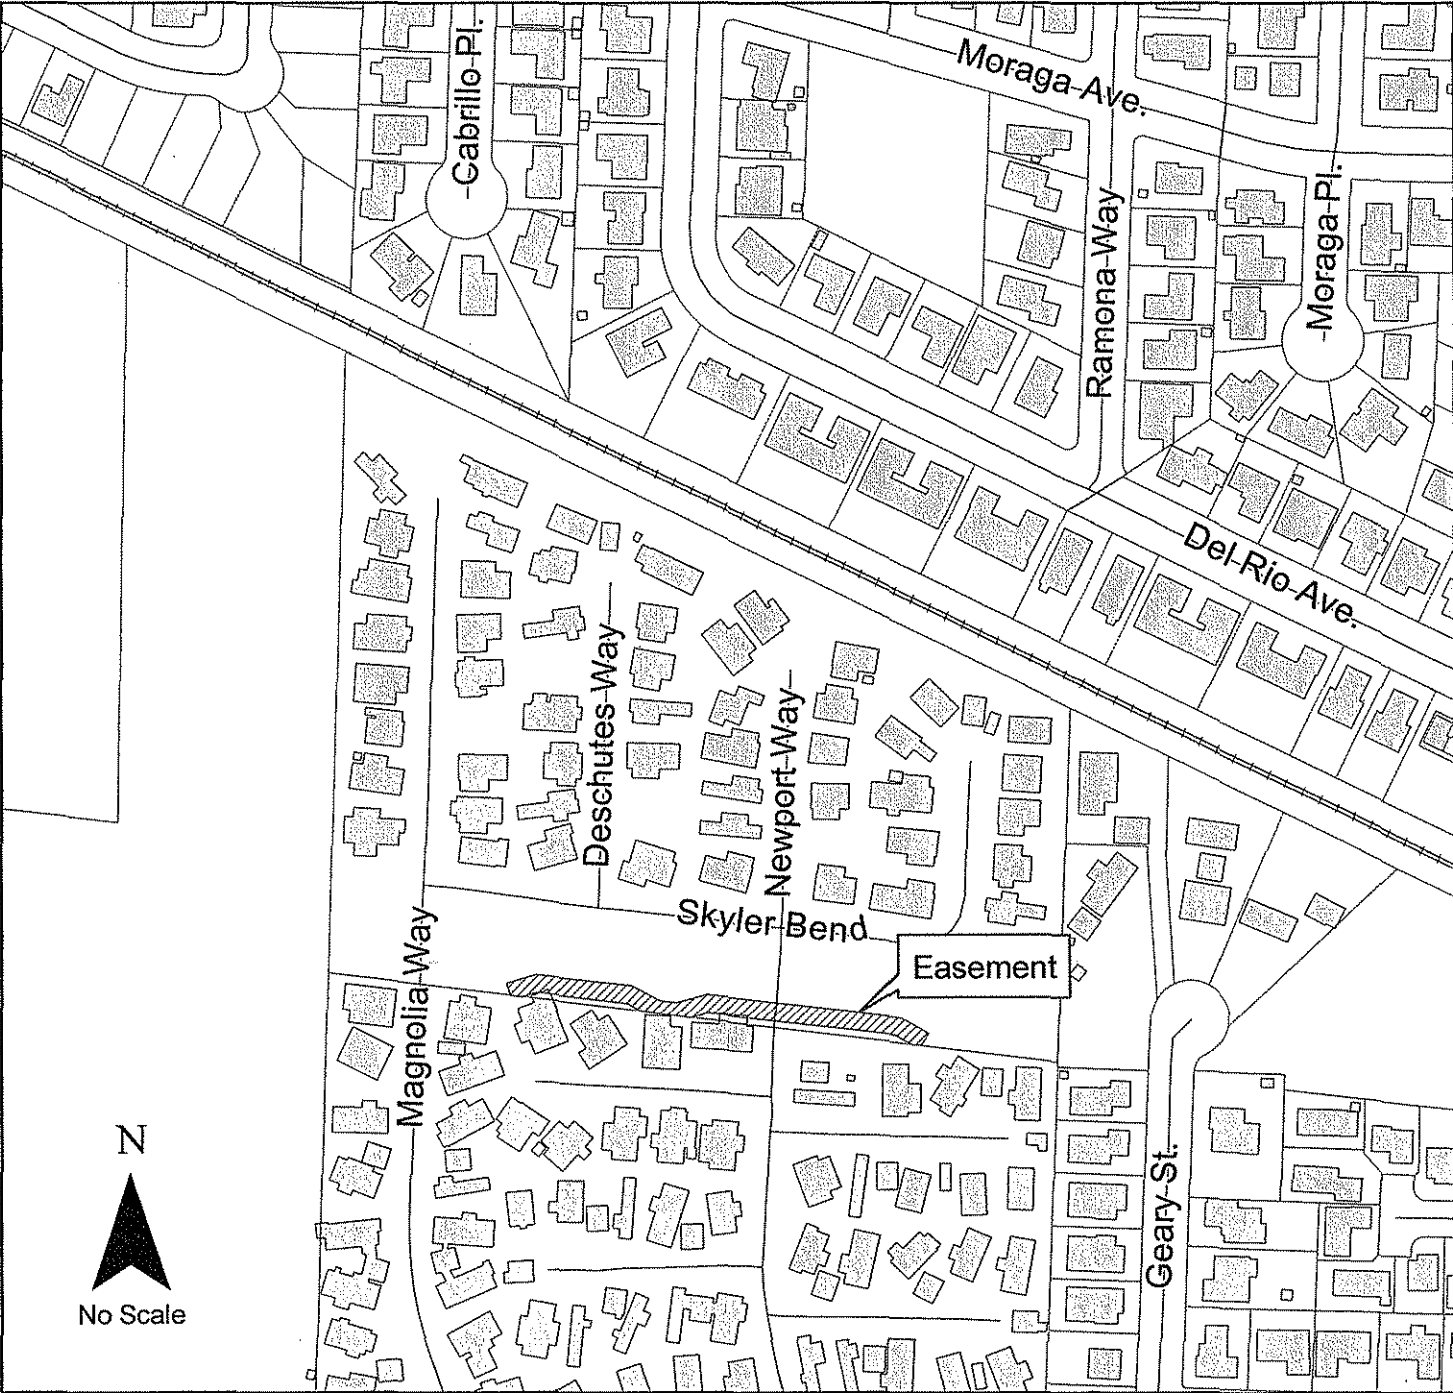 Cabrillo Pl.
Moraga Ave.
Ramona Way
Moraga Pl.
Del Rio Ave.
Deschutes Way
Newport Way
Skyler Bend
Magnolia Way
Easement
Geary St.
N
No Scale